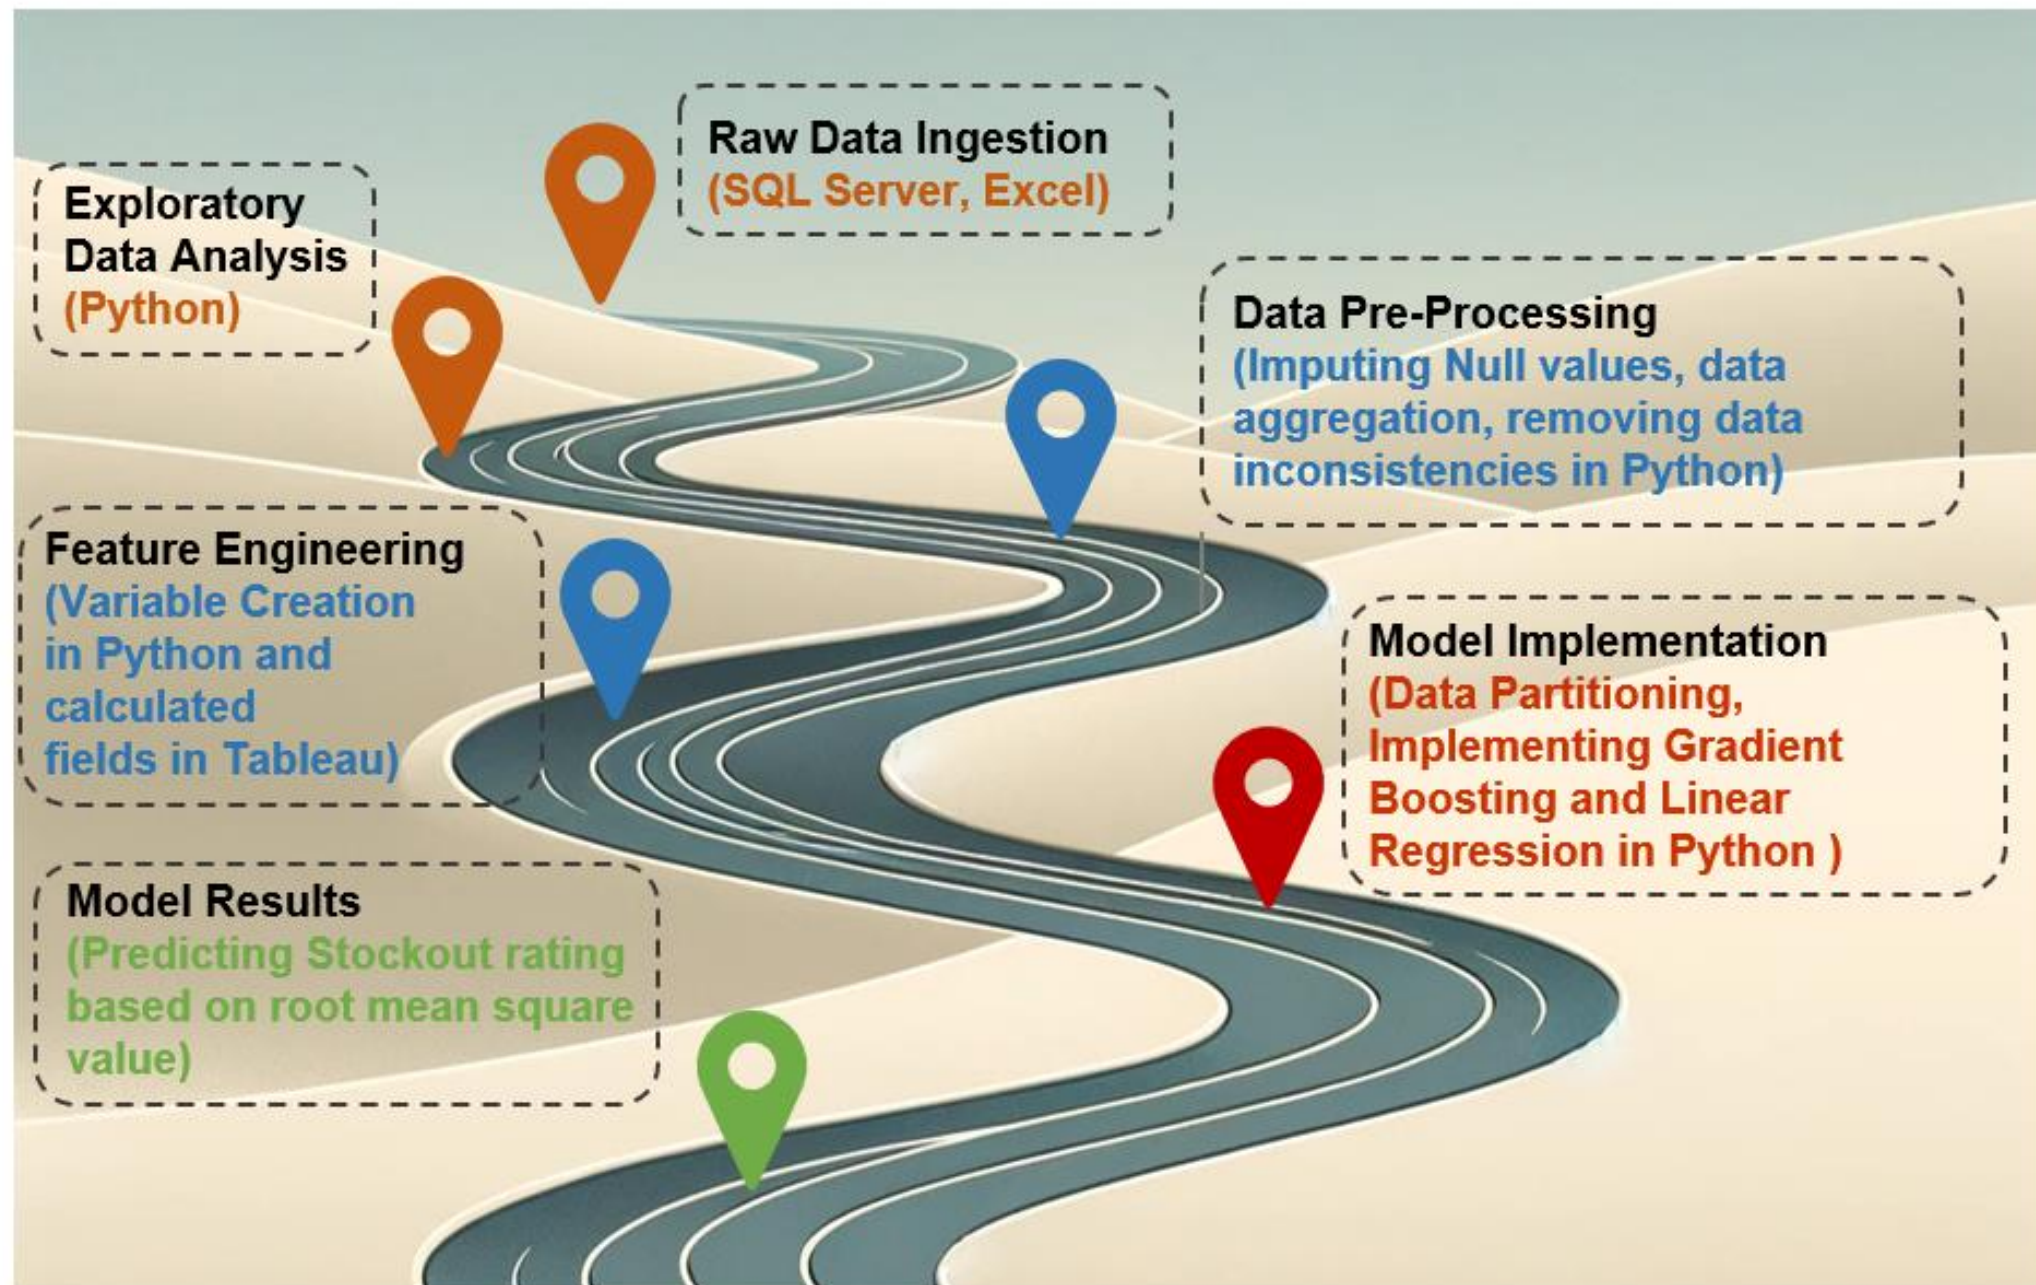 Raw Data Ingestion
(SQL Server, Excel)
Exploratory
Data Analysis
(Python)
Data Pre-Processing
(Imputing Null values, data
aggregation, removing data
inconsistencies in Python)
Feature Engineering
(Variable Creation
in Python and
calculated
fields in Tableau)
Model Implementation
(Data Partitioning,
Implementing Gradient
Boosting and Linear
Regression in Python )
Model Results
(Predicting Stockout rating
based on root mean square
value)